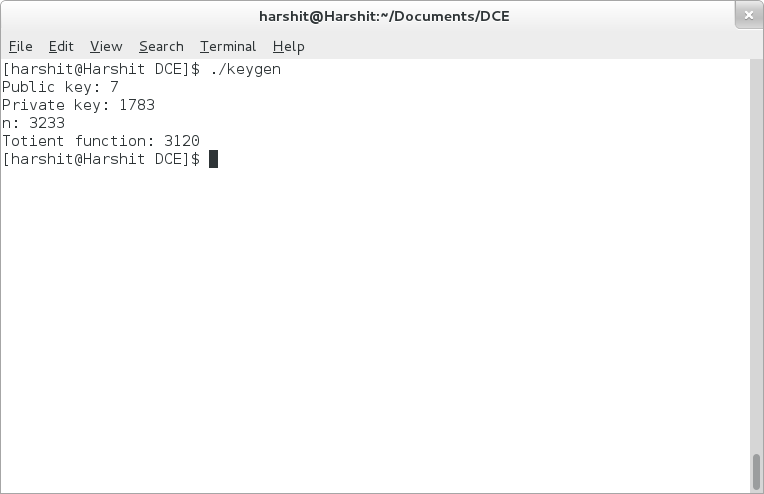 harshit@Harshit:~/Documents/DCE
File Edit View Search Terminal Help
[harshit@Harshit DCE]$ ./keygen
Public key: 7
Private key: 1783
n: 3233
Totient function: 3120
[harshit@Harshit DCE]$